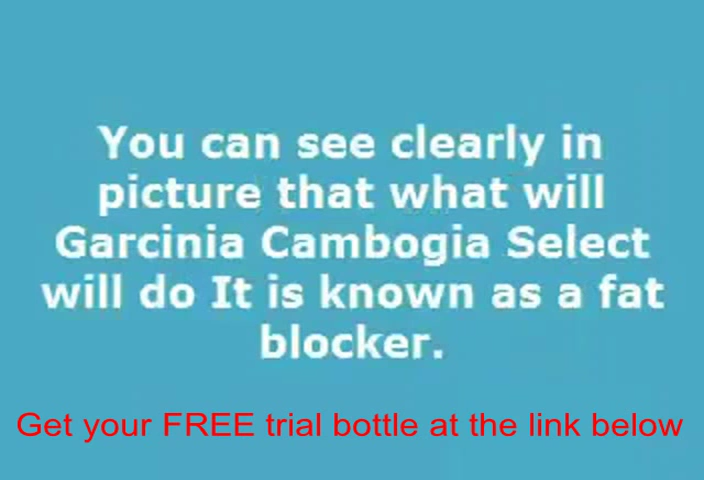 You can see clearly in
picture that what will
Garcinia Cambogia Select
will do It is known as a fat
blocker.
Get your FREE trial bottle at the link below